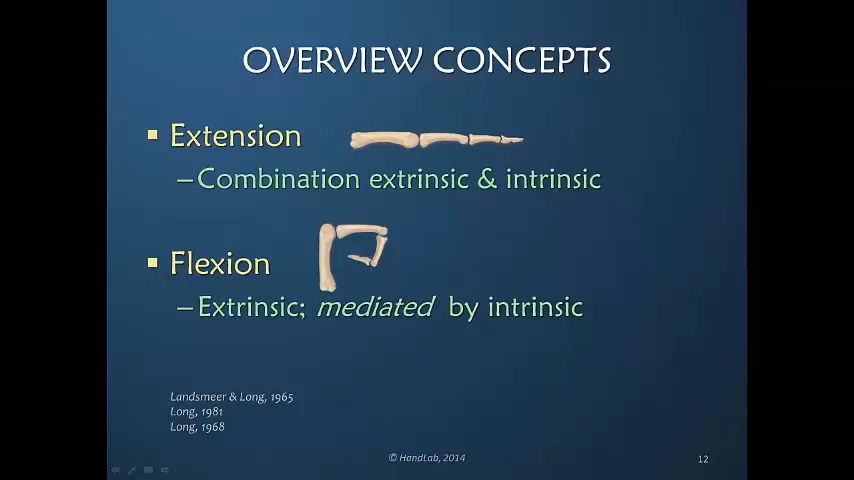 OVERVIEW CONCEPTS
▪ Extension
–Combination extrinsic & intrinsic
▪ Flexion
–Extrinsic; mediated by intrinsic
Landsmeer & Long, 1965
Long, 1981
Long, 1968
© HandLab, 2014
12